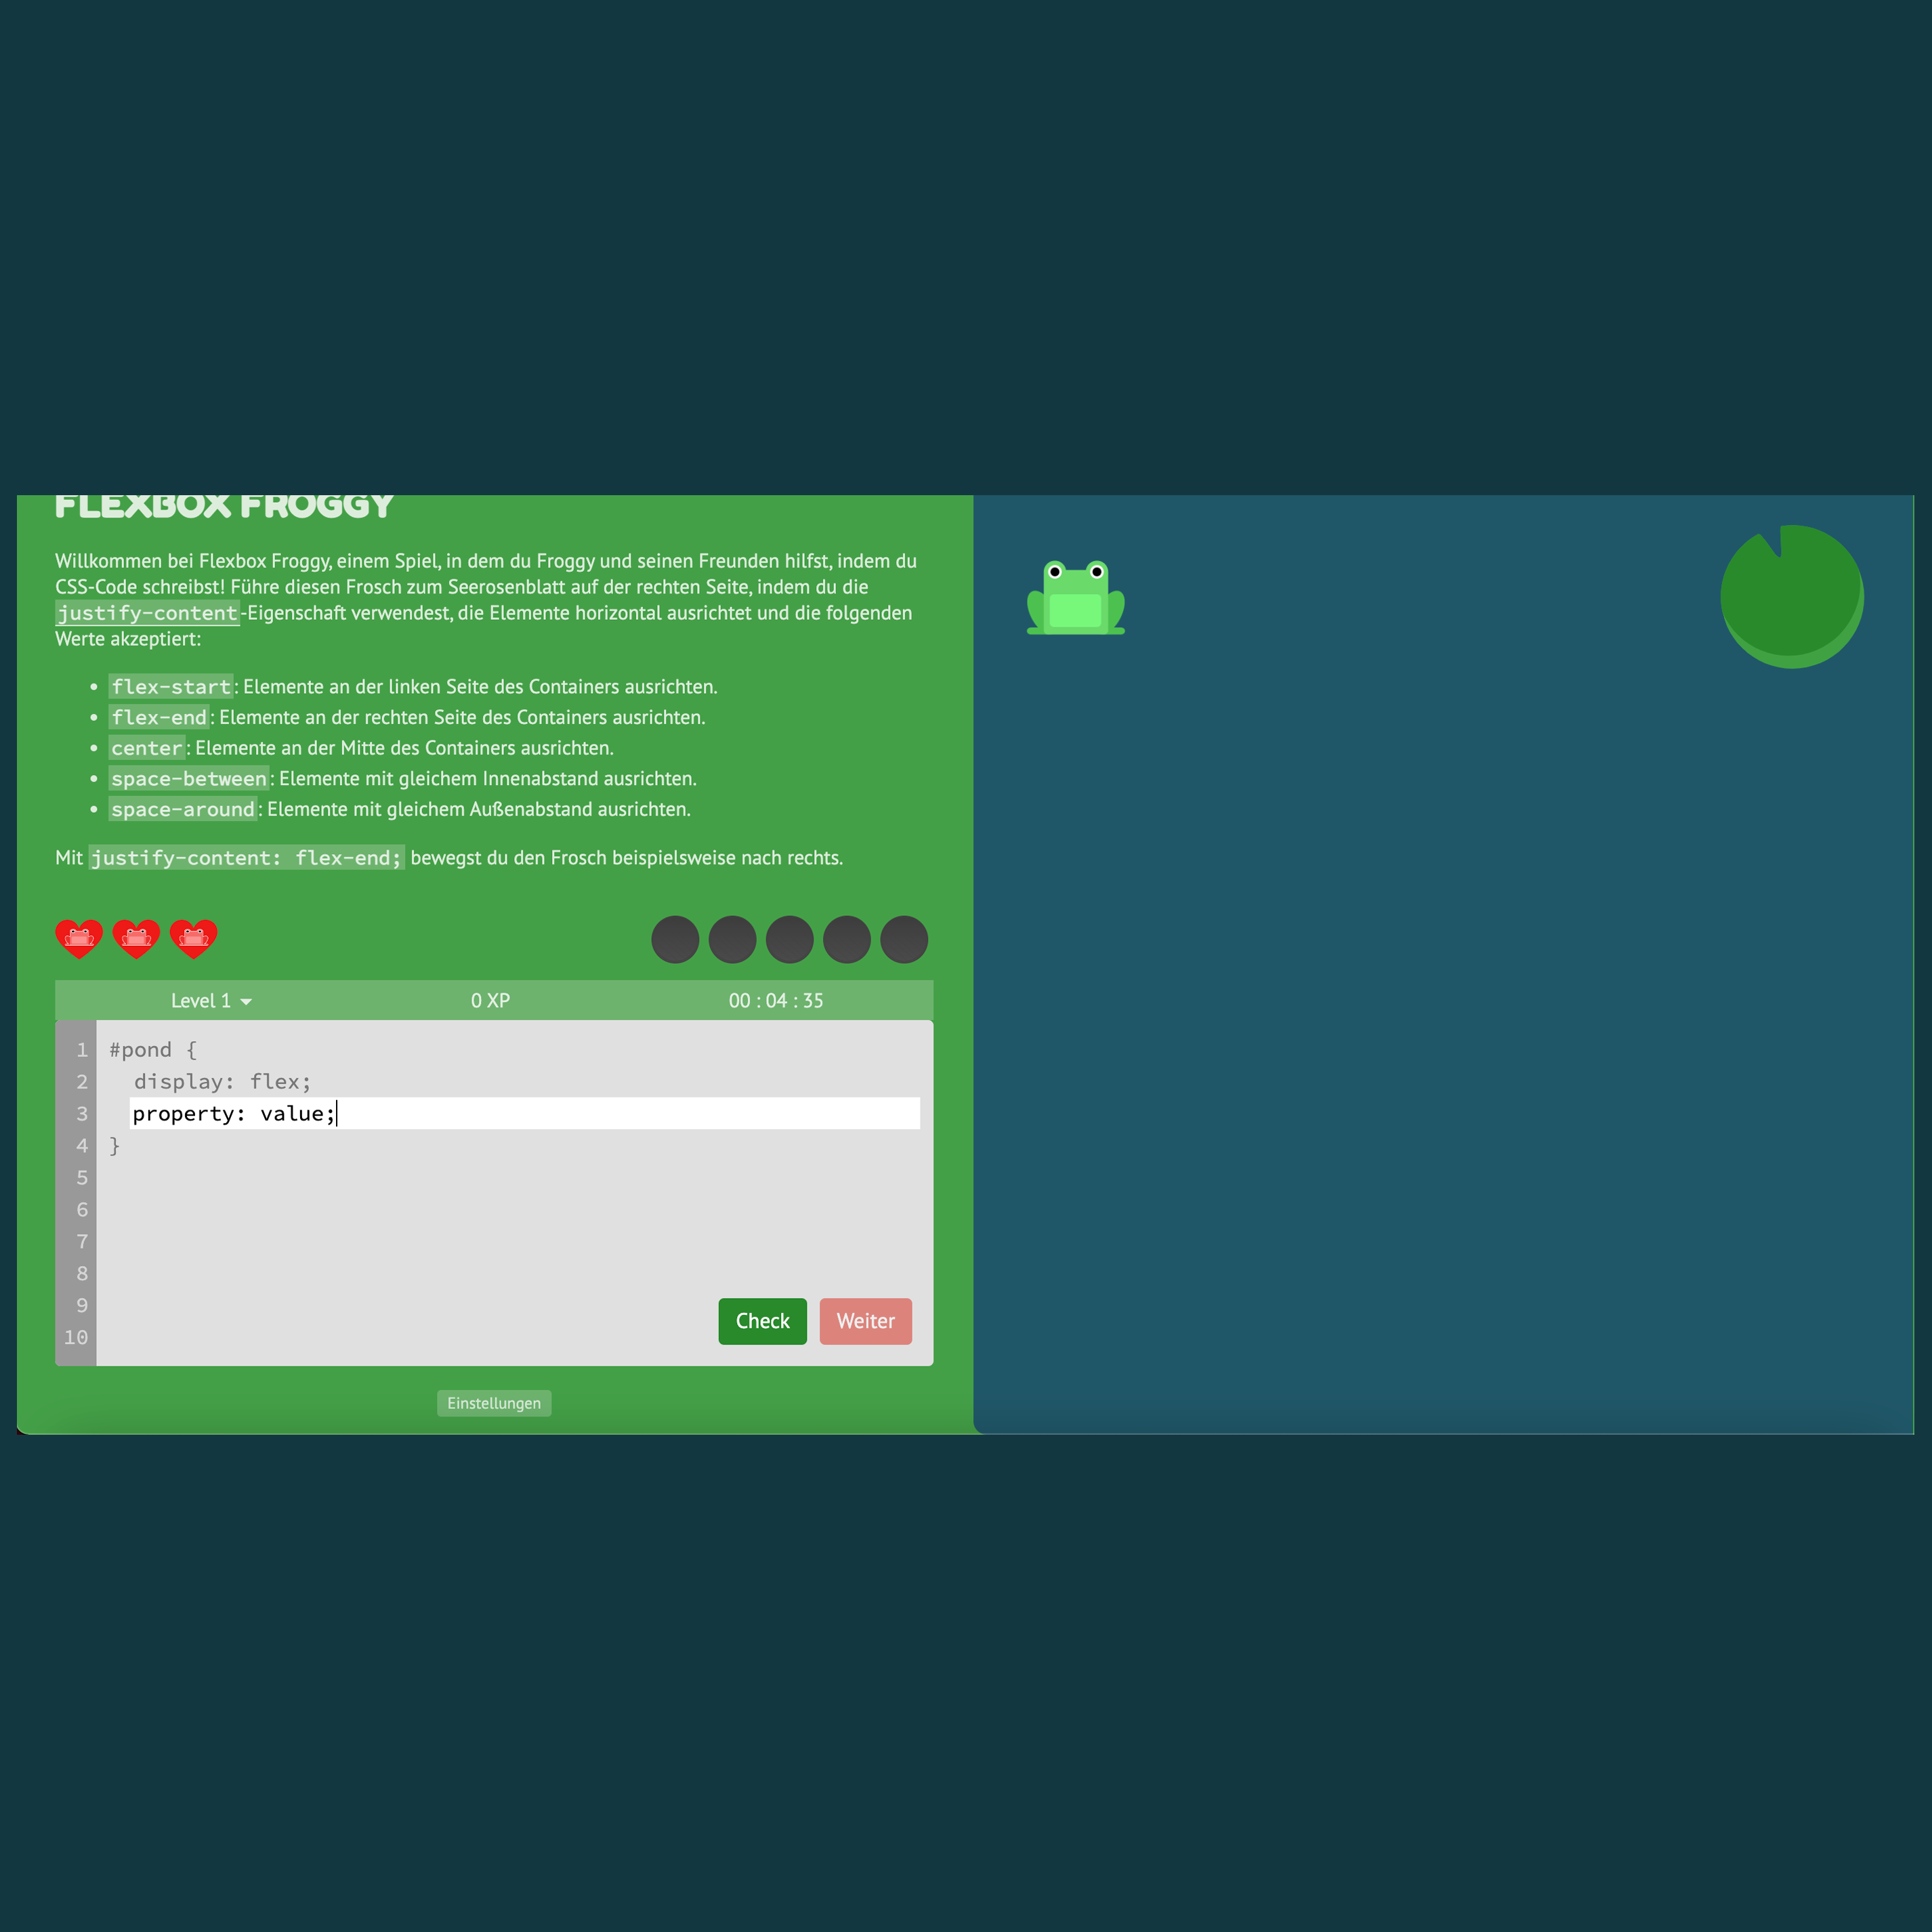 FLEXBOX FROGGY
Willkommen bei Flexbox Froggy, einem Spiel, in dem du Froggy und seinen Freunden hilfst, indem du
CSS-Code schreibst! Führe diesen Frosch zum Seerosenblatt auf der rechten Seite, indem du die
justify-content-Eigenschaft verwendest, die Elemente horizontal ausrichtet und die folgenden
Werte akzeptiert:
• flex-start: Elemente an der linken Seite des Containers ausrichten.
• flex-end: Elemente an der rechten Seite des Containers ausrichten.
• center: Elemente an der Mitte des Containers ausrichten.
• space-between: Elemente mit gleichem Innenabstand ausrichten.
• space-around: Elemente mit gleichem Außenabstand ausrichten.
Mit justify-content: flex-end; bewegst du den Frosch beispielsweise nach rechts.
Level 1 0 XP 00 : 04 : 35
1 #pond {
2 display: flex;
3 property: value;
4 }
5
6
7
8
9
10
Check Weiter
Einstellungen